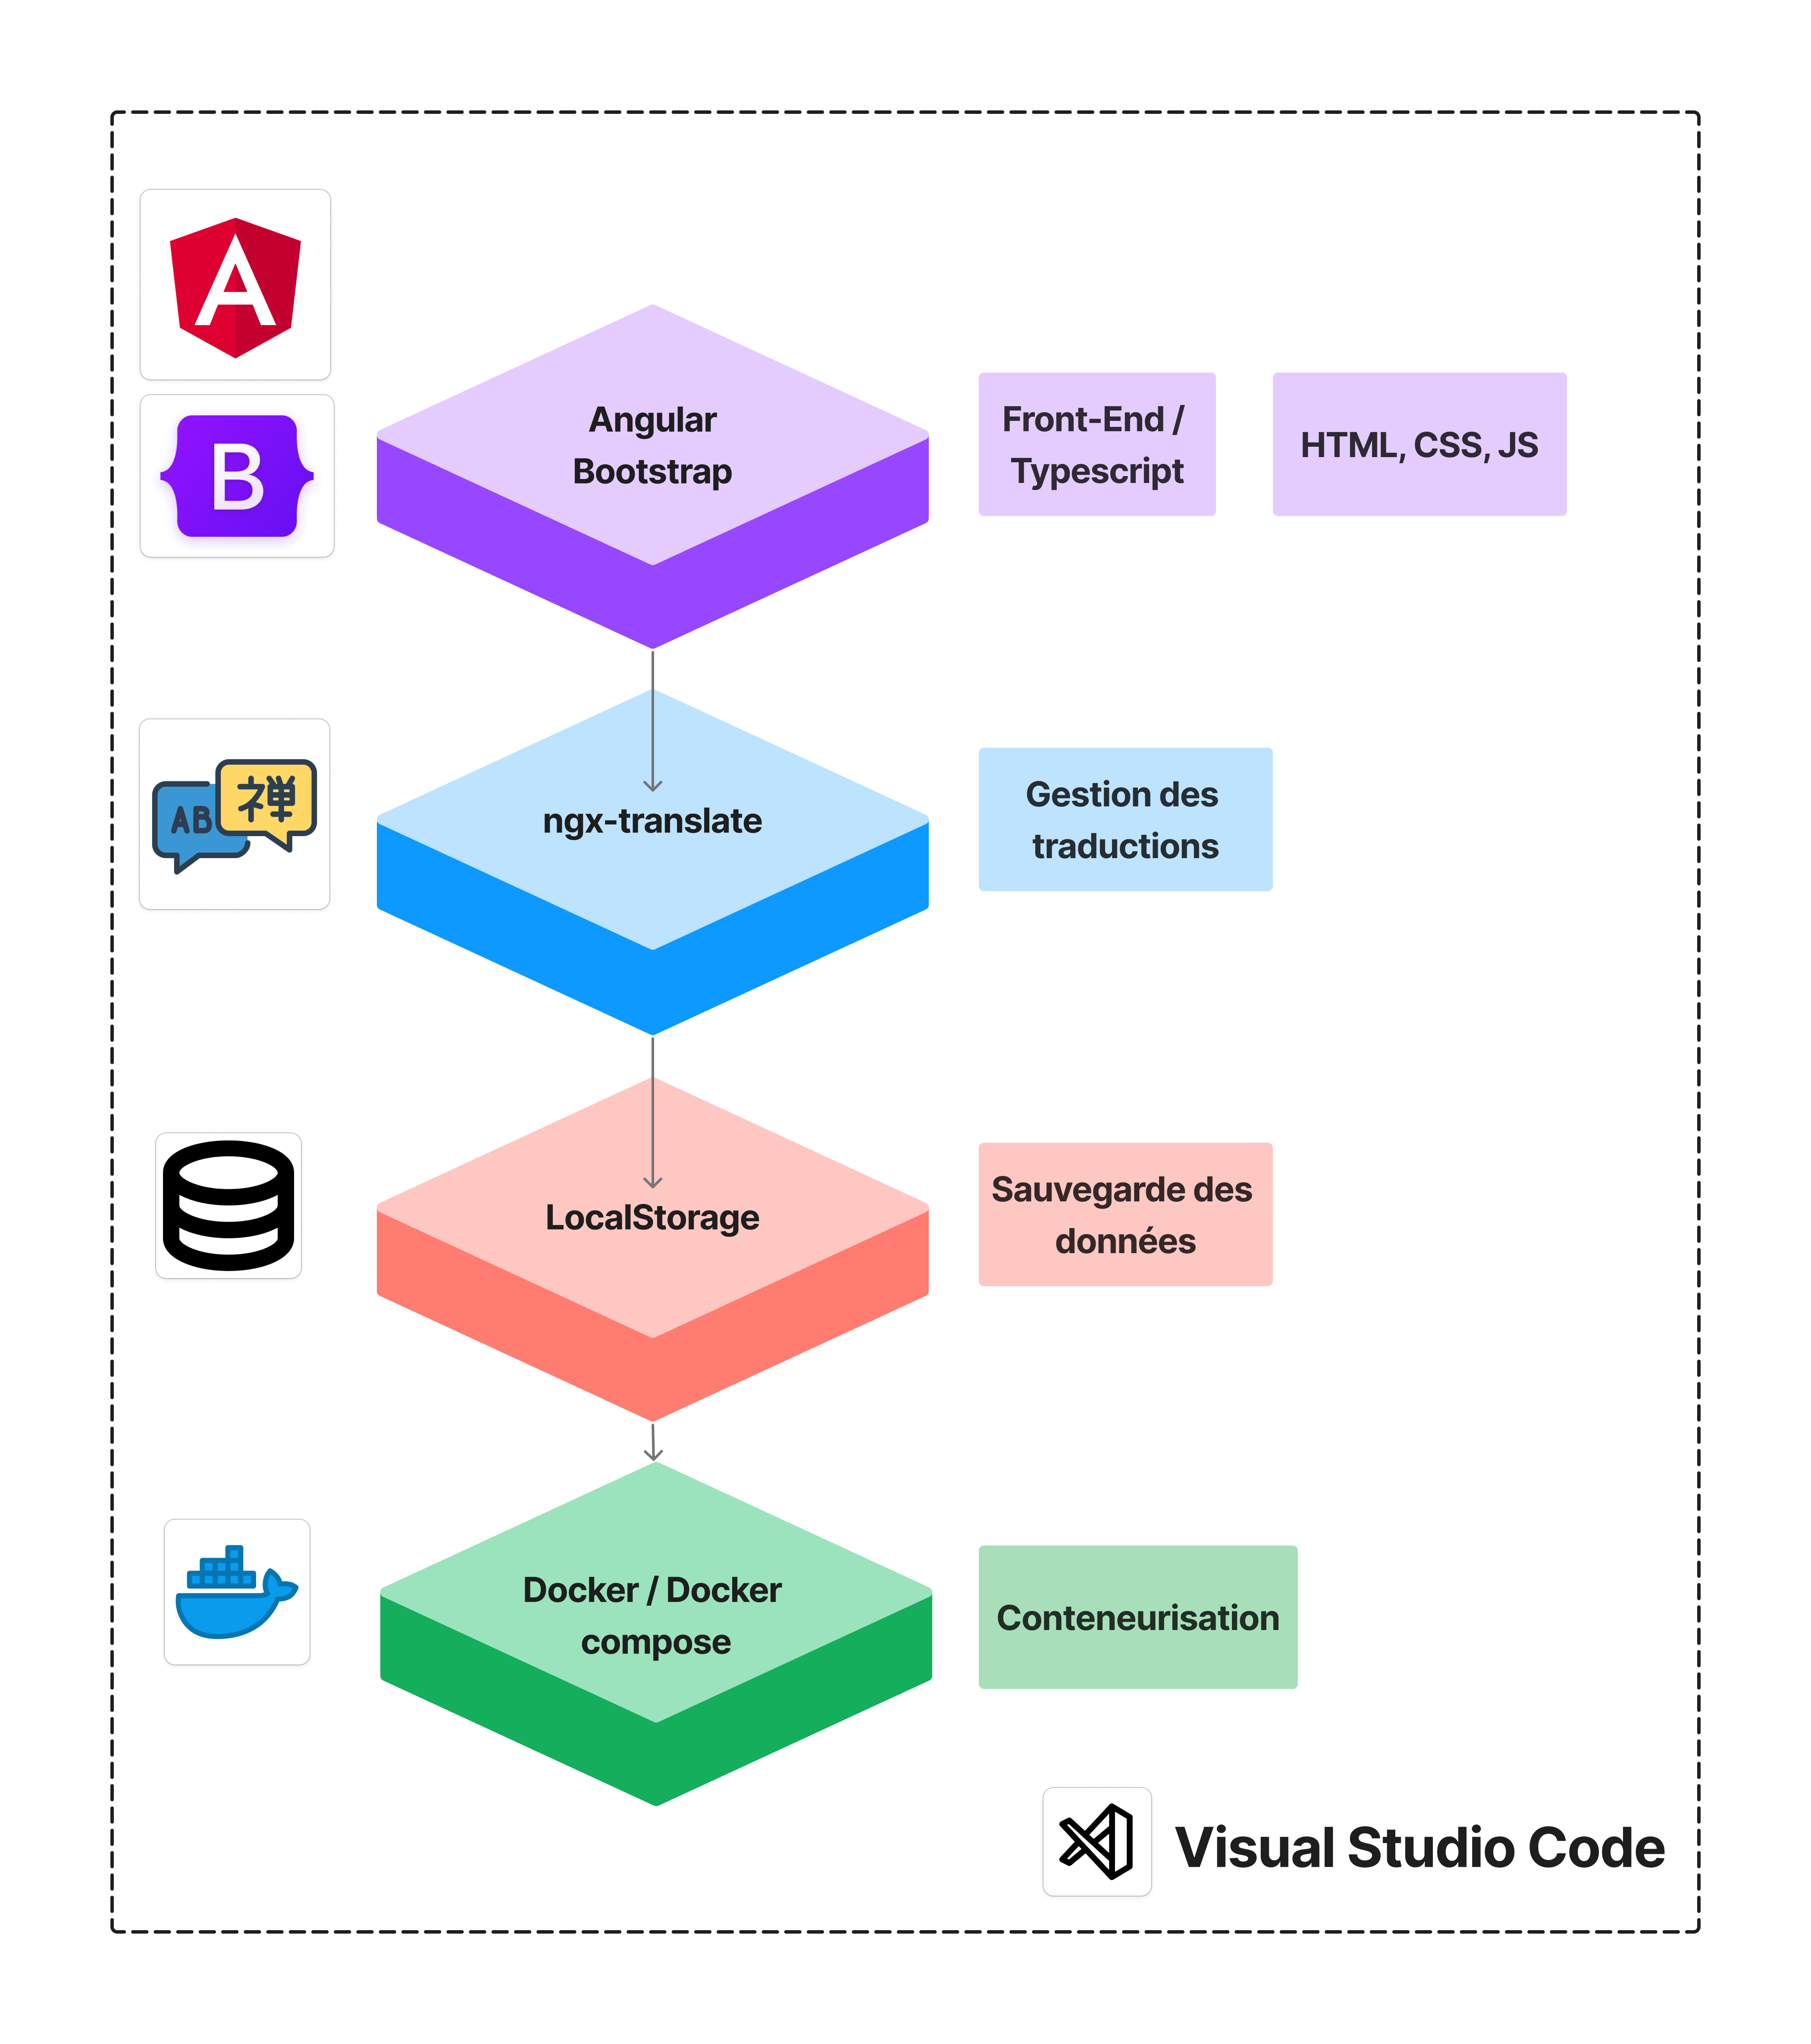 A
B
Angular
Bootstrap
Front-End /
Typescript
HTML, CSS, JS
AB
禅
ngx-translate
Gestion des
traductions
LocalStorage
Sauvegarde des
données
Docker / Docker
compose
Conteneurisation
Visual Studio Code